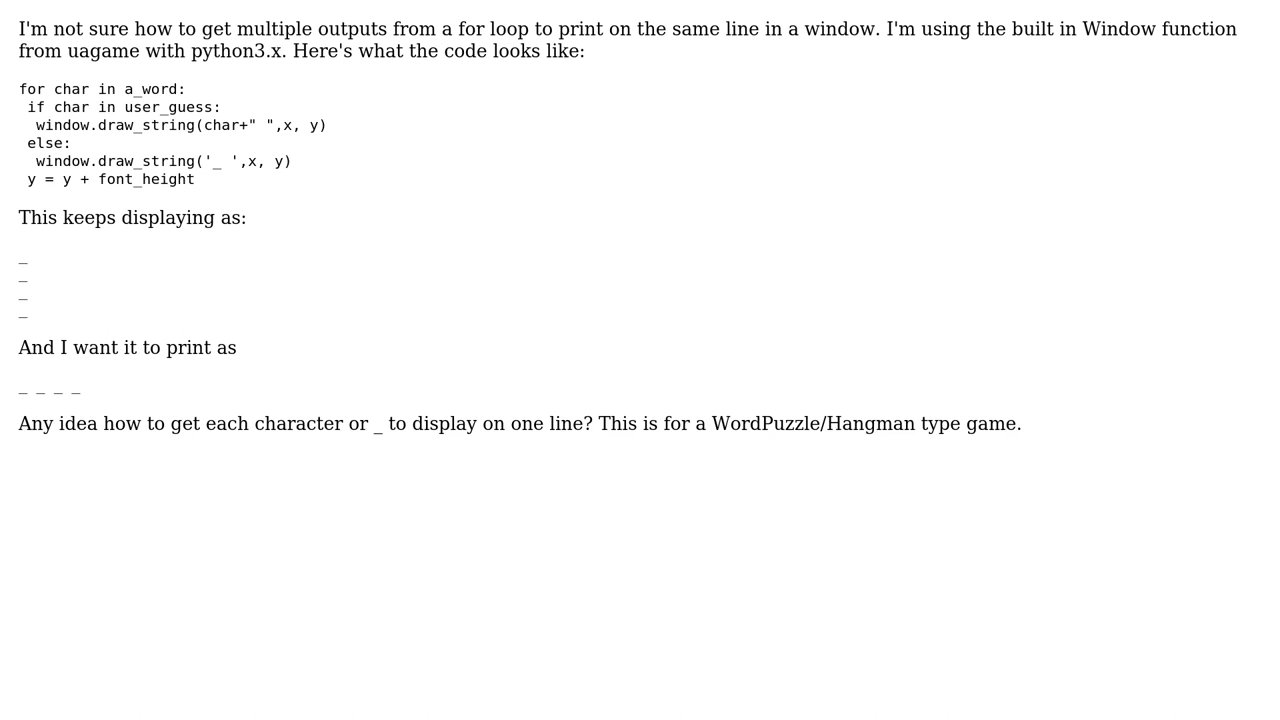 I'm not sure how to get multiple outputs from a for loop to print on the same line in a window. I'm using the built in Window function
from uagame with python3.x. Here's what the code looks like:
for char in a_word:
 if char in user_guess:
  window.draw_string(char+" ",x, y)
 else:
  window.draw_string('_ ',x, y)
 y = y + font_height
This keeps displaying as:
_
_
_
_
And I want it to print as
_ _ _ _
Any idea how to get each character or _ to display on one line? This is for a WordPuzzle/Hangman type game.